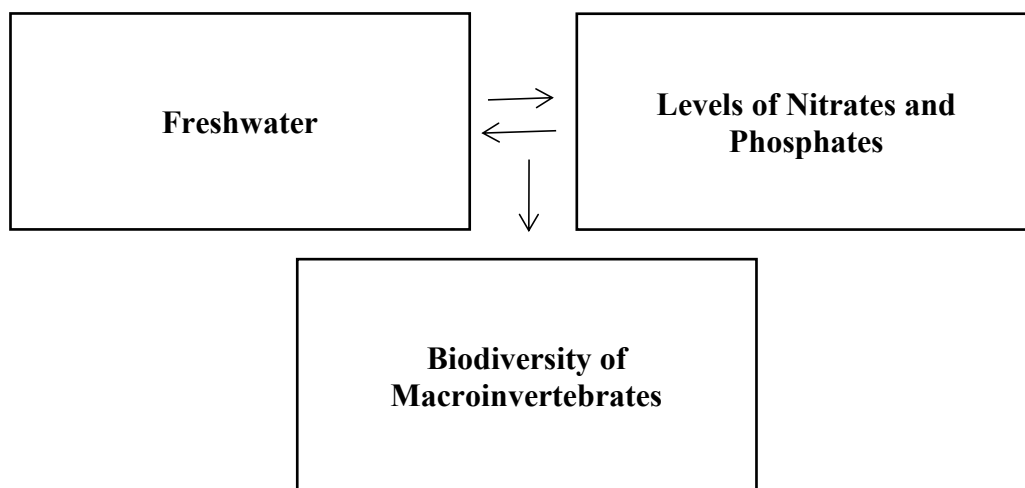 Freshwater
Levels of Nitrates and
Phosphates
Biodiversity of
Macroinvertebrates